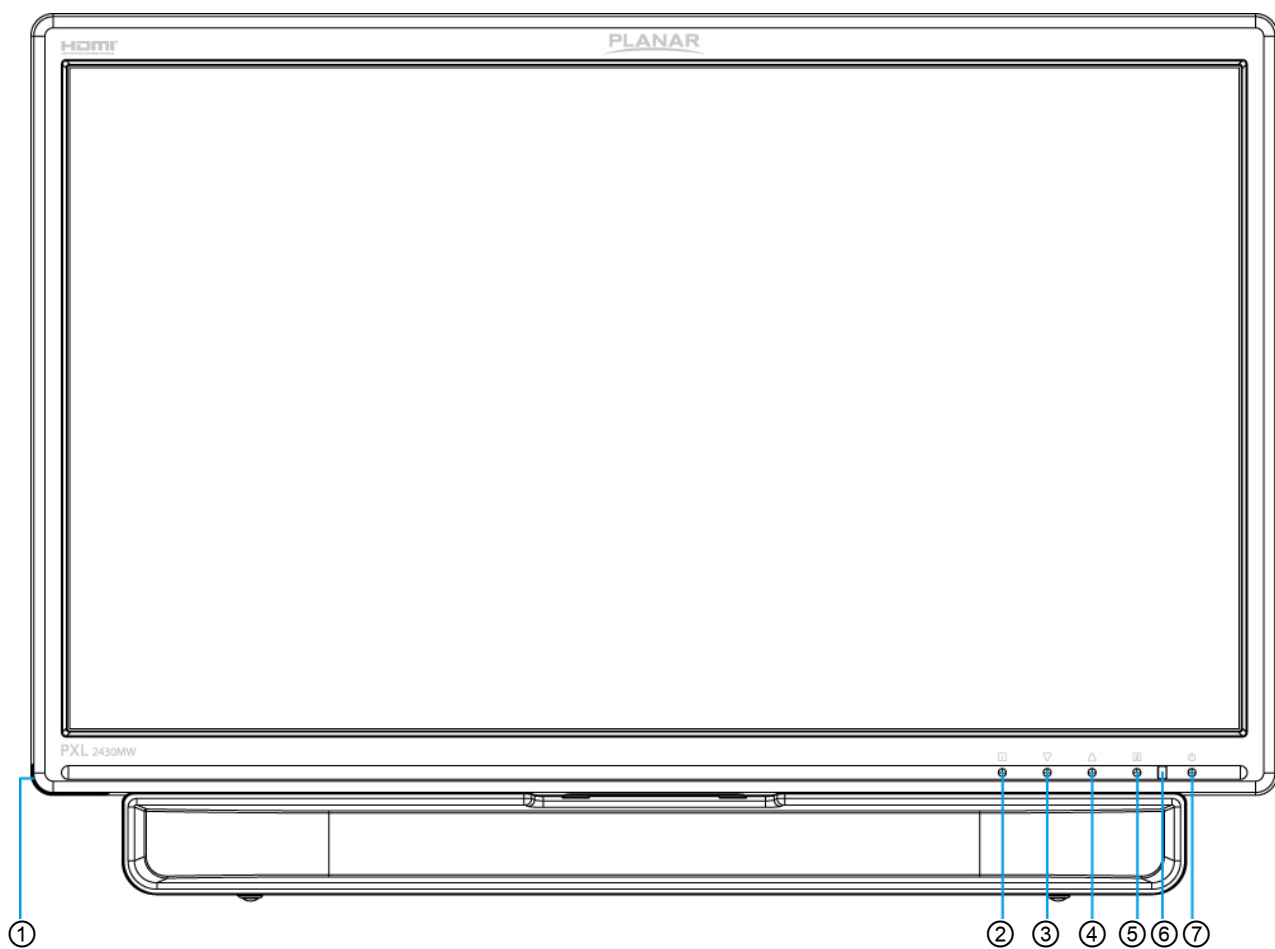 HDMI
PLANAR
PXL 2430MW
① ② ③ ④ ⑤ ⑥ ⑦